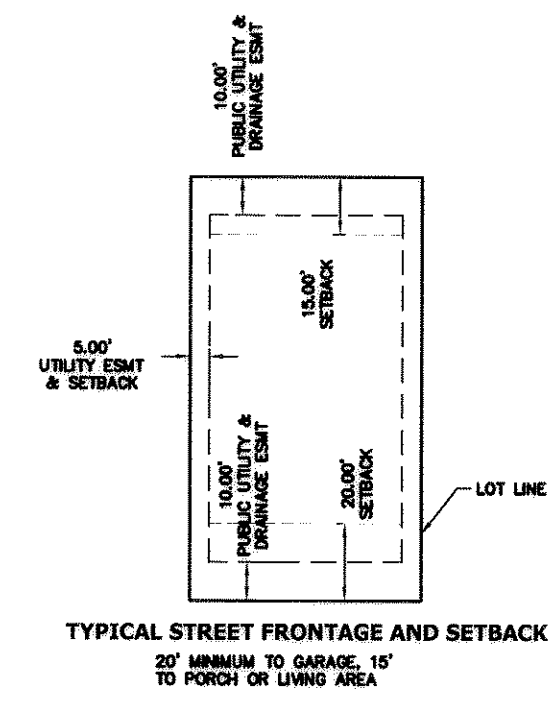 10.00'
PUBLIC UTILITY &
DRAINAGE ESMT
15.00'
SETBACK
5.00'
UTILITY ESMT
& SETBACK
10.00'
PUBLIC UTILITY &
DRAINAGE ESMT
20.00'
SETBACK
LOT LINE
TYPICAL STREET FRONTAGE AND SETBACK
20' MINIMUM TO GARAGE, 15'
TO PORCH OR LIVING AREA